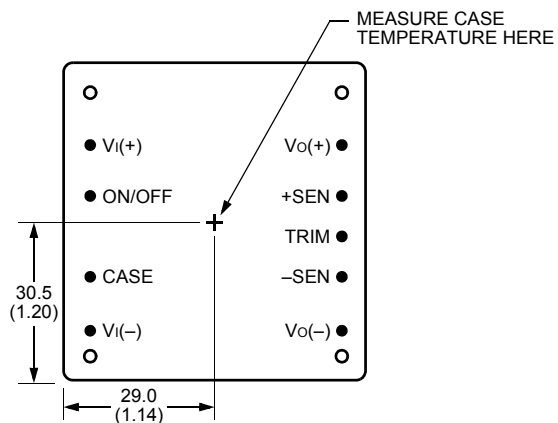 MEASURE CASE
TEMPERATURE HERE
VI(+)
VO(+)
ON/OFF
+SEN
TRIM
CASE
–SEN
30.5
(1.20)
VI(–)
VO(–)
29.0
(1.14)